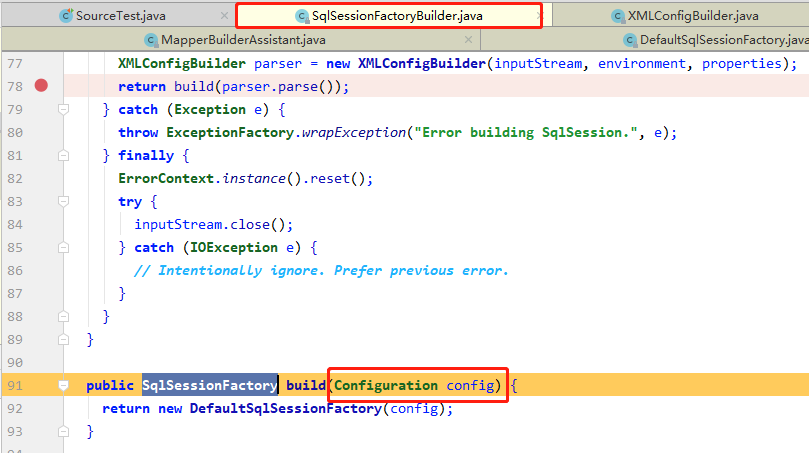 SourceTest.java SqlSessionFactoryBuilder.java XMLConfigBuilder.java
MapperBuilderAssistant.java DefaultSqlSessionFactory.java
77 XMLConfigBuilder parser = new XMLConfigBuilder(inputStream, environment, properties);
78 return build(parser.parse());
79 } catch (Exception e) {
80 throw ExceptionFactory.wrapException("Error building SqlSession.", e);
81 } finally {
82 ErrorContext.instance().reset();
83 try {
84 inputStream.close();
85 } catch (IOException e) {
86 // Intentionally ignore. Prefer previous error.
87 }
88 }
89 }
90
91 public SqlSessionFactory build(Configuration config) {
92 return new DefaultSqlSessionFactory(config);
93 }